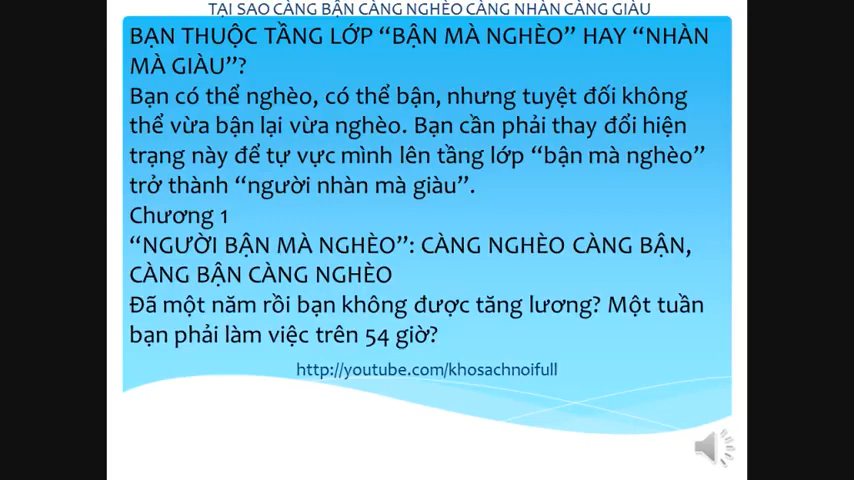 TẠI SAO CÀNG BẬN CÀNG NGHÈO CÀNG NHÀN CÀNG GIÀU
BẠN THUỘC TẦNG LỚP “BẬN MÀ NGHÈO” HAY “NHÀN
MÀ GIÀU”?
Bạn có thể nghèo, có thể bận, nhưng tuyệt đối không
thể vừa bận lại vừa nghèo. Bạn cần phải thay đổi hiện
trạng này để tự vực mình lên tầng lớp “bận mà nghèo”
trở thành “người nhàn mà giàu”.
Chương 1
“NGƯỜI BẬN MÀ NGHÈO”: CÀNG NGHÈO CÀNG BẬN,
CÀNG BẬN CÀNG NGHÈO
Đã một năm rồi bạn không được tăng lương? Một tuần
bạn phải làm việc trên 54 giờ?
http://youtube.com/khosachnoifull